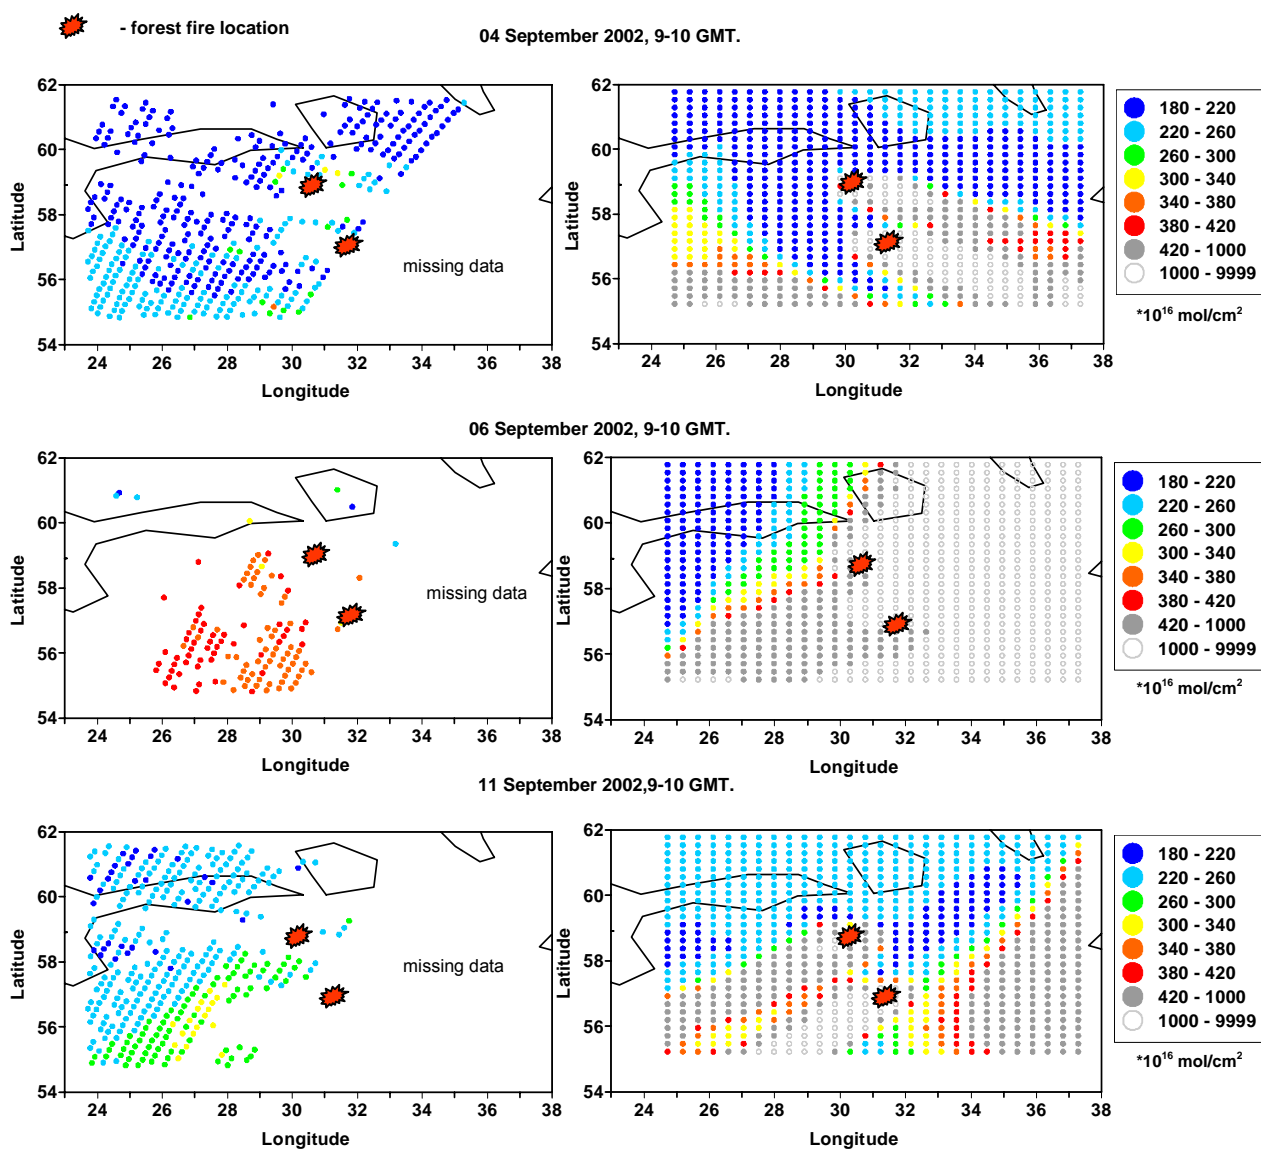 - forest fire location
04 September 2002, 9-10 GMT.
62
60
58
56
54
Latitude
24 26 28 30 32 34 36 38
Longitude
missing data
62
60
58
56
54
Latitude
24 26 28 30 32 34 36 38
Longitude
180 - 220
220 - 260
260 - 300
300 - 340
340 - 380
380 - 420
420 - 1000
1000 - 9999
*10¹⁶ mol/cm²
06 September 2002, 9-10 GMT.
62
60
58
56
54
Latitude
24 26 28 30 32 34 36 38
Longitude
missing data
62
60
58
56
54
Latitude
24 26 28 30 32 34 36 38
Longitude
180 - 220
220 - 260
260 - 300
300 - 340
340 - 380
380 - 420
420 - 1000
1000 - 9999
*10¹⁶ mol/cm²
11 September 2002,9-10 GMT.
62
60
58
56
54
Latitude
24 26 28 30 32 34 36 38
Longitude
missing data
62
60
58
56
54
Latitude
24 26 28 30 32 34 36 38
Longitude
180 - 220
220 - 260
260 - 300
300 - 340
340 - 380
380 - 420
420 - 1000
1000 - 9999
*10¹⁶ mol/cm²